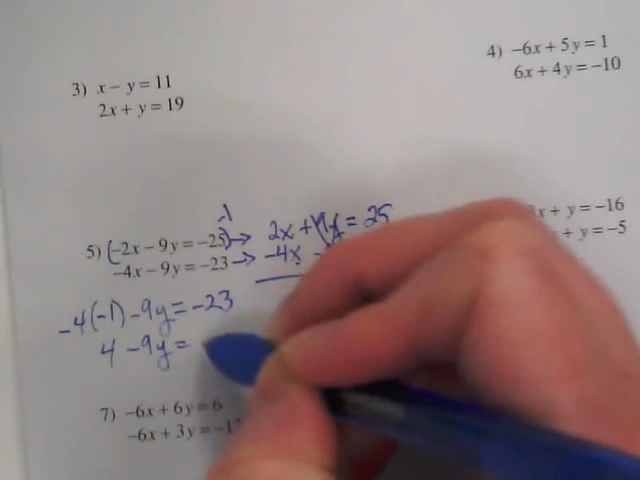 3) x − y = 11
2x + y = 19
4) −6x + 5y = 1
6x + 4y = −10
-1
5) (−2x − 9y = −25) → 2x + 9y = 25
−4x − 9y = −23 → -4x
-4(-1) -9y = -23
4 - 9y =
x + y = −16
+ y = −5
7) −6x + 6y = 6
−6x + 3y = −1